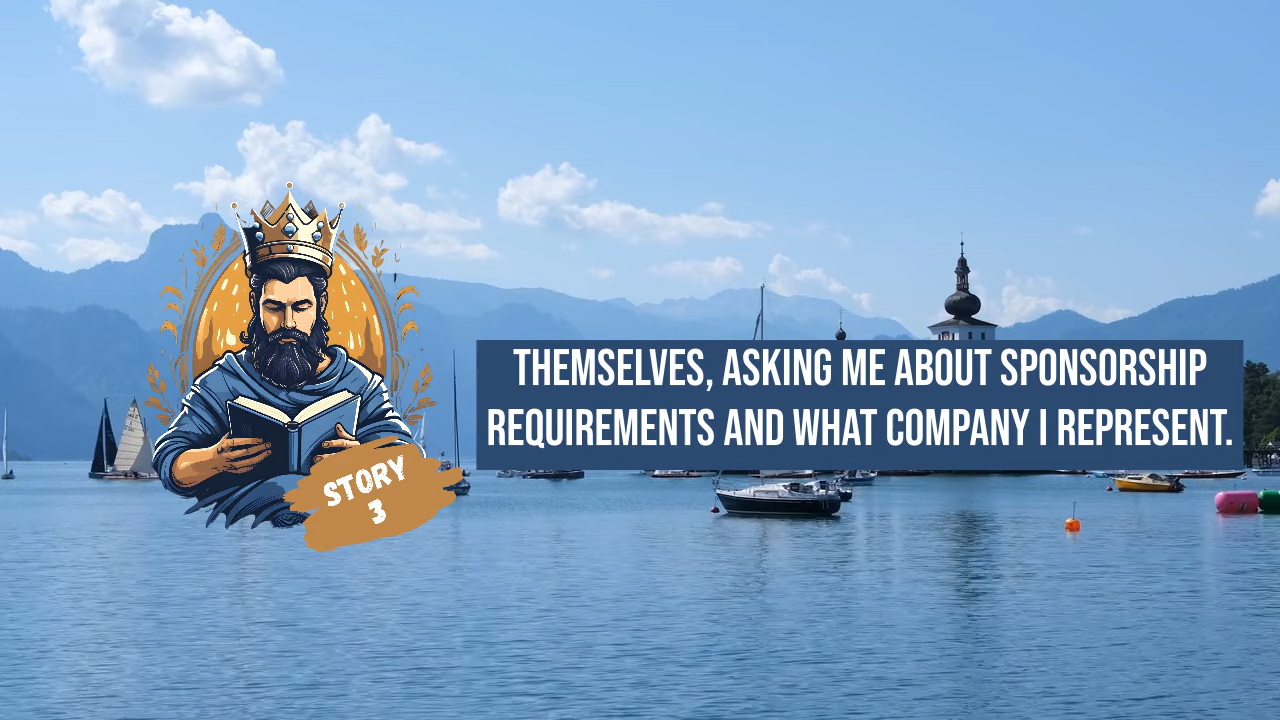 THEMSELVES, ASKING ME ABOUT SPONSORSHIP
REQUIREMENTS AND WHAT COMPANY I REPRESENT.
STORY
3